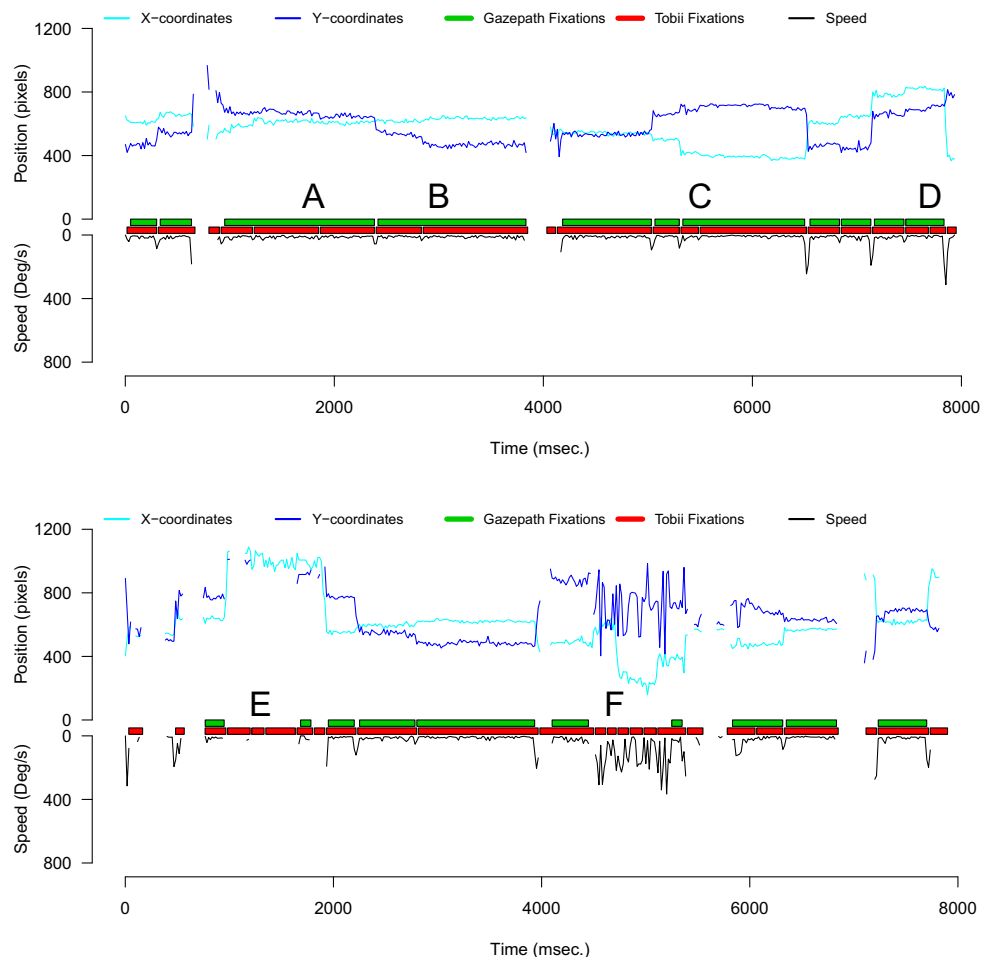 X−coordinates Y−coordinates Gazepath Fixations Tobii Fixations Speed
1200
800
400
0
Position (pixels)
A B C D
0
400
800
Speed (Deg/s)
0 2000 4000 6000 8000
Time (msec.)
X−coordinates Y−coordinates Gazepath Fixations Tobii Fixations Speed
1200
800
400
0
Position (pixels)
E F
0
400
800
Speed (Deg/s)
0 2000 4000 6000 8000
Time (msec.)